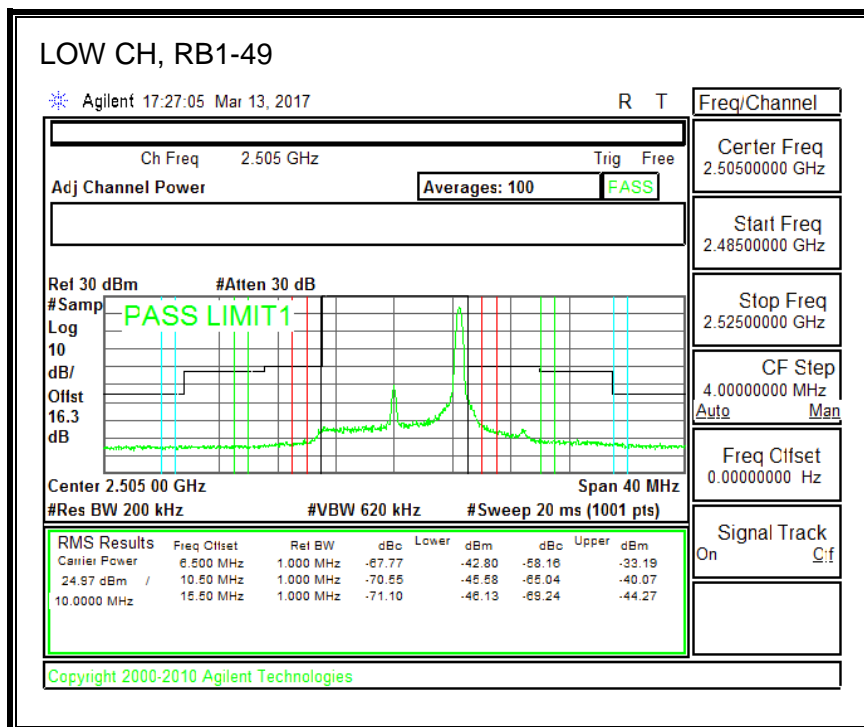 LOW CH, RB1-49
Agilent 17:27:05 Mar 13, 2017 R T
Freq/Channel
Ch Freq 2.505 GHz Trig Free
Adj Channel Power Averages: 100 PASS
Center Freq
2.50500000 GHz
Start Freq
2.48500000 GHz
Stop Freq
2.52500000 GHz
CF Step
4.00000000 MHz
Auto Man
Freq Offset
0.00000000 Hz
Signal Track
On Off
Ref 30 dBm #Atten 30 dB
#Samp
Log
10
dB/
Offst
16.3
dB
PASS LIMIT1
Center 2.505 00 GHz Span 40 MHz
#Res BW 200 kHz #VBW 620 kHz #Sweep 20 ms (1001 pts)
RMS Results Freq Offset Ref BW dBc Lower dBm dBc Upper dBm
Carrier Power 6.500 MHz 1.000 MHz -67.77 -42.80 -58.16 -33.19
24.97 dBm / 10.50 MHz 1.000 MHz -70.55 -45.58 -65.04 -40.07
10.0000 MHz 15.50 MHz 1.000 MHz -71.10 -46.13 -69.24 -44.27
Copyright 2000-2010 Agilent Technologies